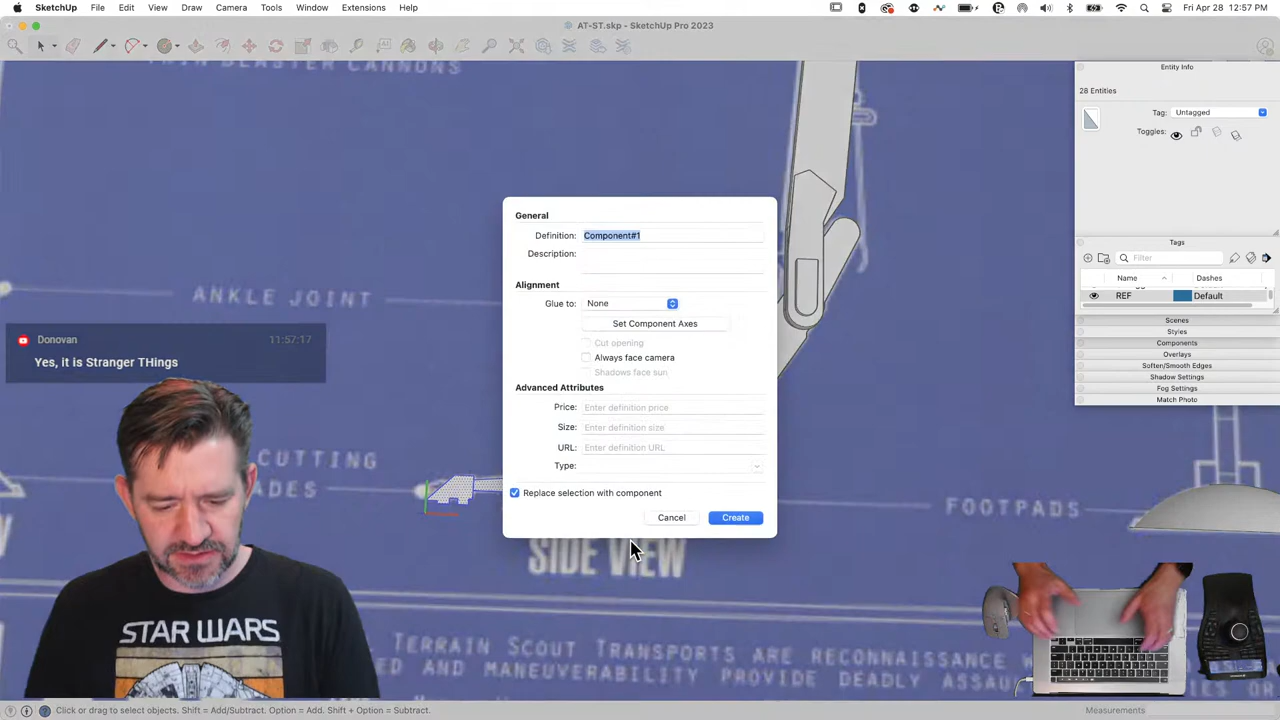 SketchUp File Edit View Draw Camera Tools Window Extensions Help
Fri Apr 28 12:57 PM
AT-ST.skp - SketchUp Pro 2023
TWIN BLASTER CANNONS
Entity Info
28 Entities
Tag: Untagged
Toggles:
Tags
Filter
Name Dashes
REF Default
Scenes
Styles
Components
Overlays
Soften/Smooth Edges
Shadow Settings
Fog Settings
Match Photo
General
Definition: Component#1
Description:
Alignment
Glue to: None
Set Component Axes
Cut opening
Always face camera
Shadows face sun
Advanced Attributes
Price: Enter definition price
Size: Enter definition size
URL: Enter definition URL
Type:
Replace selection with component
Cancel Create
ANKLE JOINT
Donovan 11:57:17
Yes, it is Stranger THings
CUTTING
ADES
FOOTPADS
SIDE VIEW
STAR WARS
TERRAIN SCOUT TRANSPORTS ARE RECONNAISSANCE
MANEUVERABILITY PROVIDE DEADLY ASSAU
Click or drag to select objects. Shift = Add/Subtract. Option = Add. Shift + Option = Subtract.
Measurements